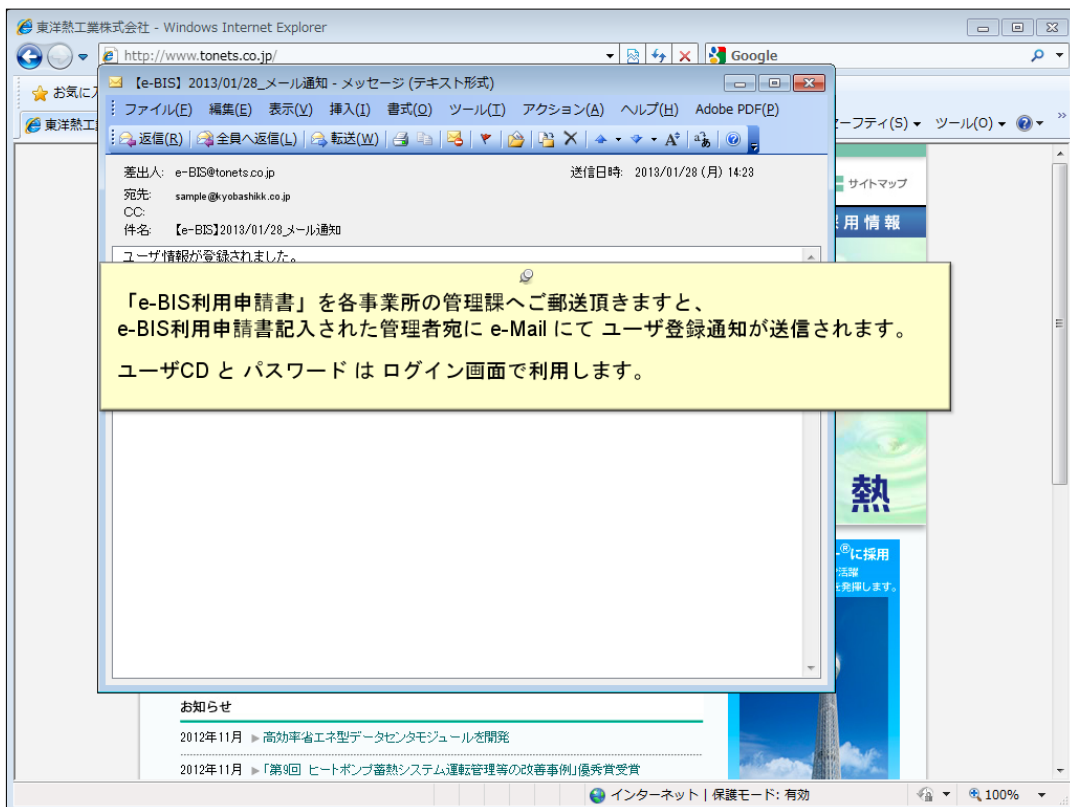 東洋熱工業株式会社 - Windows Internet Explorer
http://www.tonets.co.jp/
Google
お気に入
東洋熱工
セーフティ(S) ツール(O)
【e-BIS】2013/01/28_メール通知 - メッセージ (テキスト形式)
ファイル(F) 編集(E) 表示(V) 挿入(I) 書式(O) ツール(T) アクション(A) ヘルプ(H) Adobe PDF(P)
返信(R) 全員へ返信(L) 転送(W)
差出人: e-BIS@tonets.co.jp 送信日時: 2013/01/28 (月) 14:23
宛先: sample@kyobashikk.co.jp
CC:
件名: 【e-BIS】2013/01/28_メール通知
ユーザ情報が登録されました。
「e-BIS利用申請書」を各事業所の管理課へご郵送頂きますと、
e-BIS利用申請書記入された管理者宛に e-Mail にて ユーザ登録通知が送信されます。
ユーザCD と パスワード は ログイン画面で利用します。
サイトマップ
採用情報
熱
®に採用
活躍
を発揮します。
お知らせ
2012年11月 ▶高効率省エネ型データセンタモジュールを開発
2012年11月 ▶「第9回 ヒートポンプ蓄熱システム運転管理等の改善事例」優秀賞受賞
インターネット | 保護モード: 有効
100%